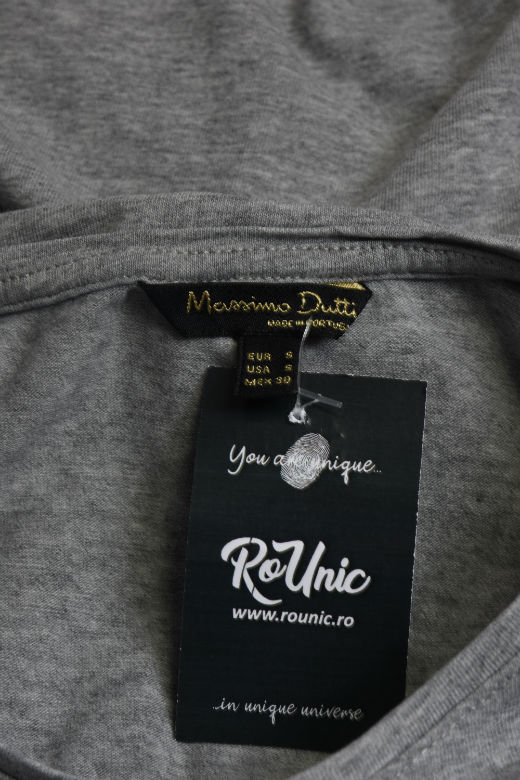 Massimo Dutti
MADE IN PORTUGAL
EUR S
USA S
MEX 30
You are unique...
RoUnic
www.rounic.ro
...in unique universe